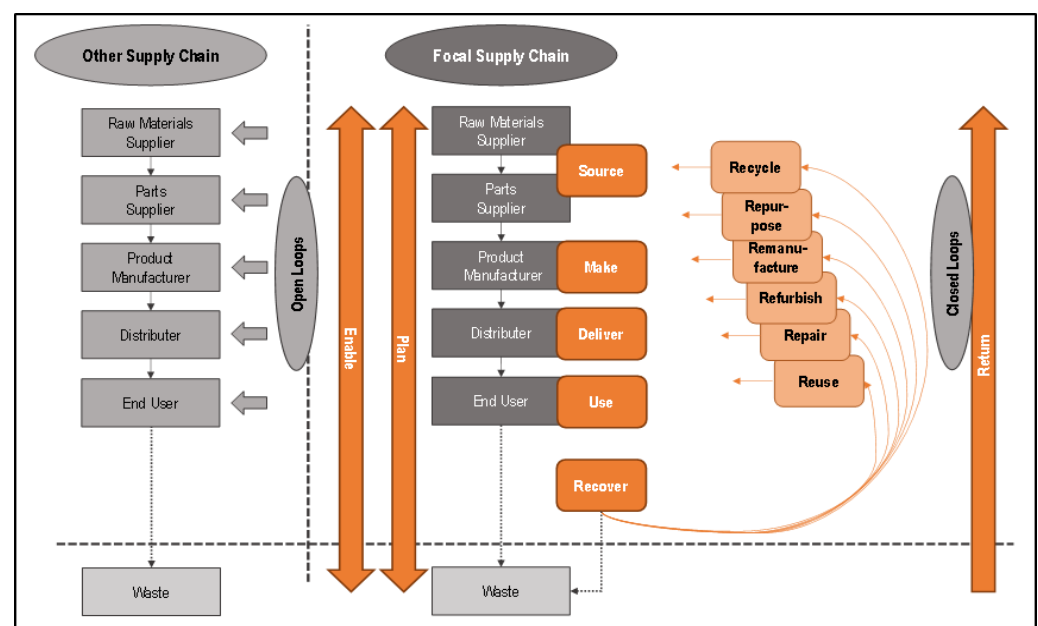 Other Supply Chain
Focal Supply Chain
Raw Materials
Supplier
Parts
Supplier
Product
Manufacturer
Distributer
End User
Waste
Open Loops
Enable
Plan
Raw Materials
Supplier
Parts
Supplier
Product
Manufacturer
Distributer
End User
Waste
Source
Make
Deliver
Use
Recover
Recycle
Repur-
pose
Remanu-
facture
Refurbish
Repair
Reuse
Closed Loops
Return